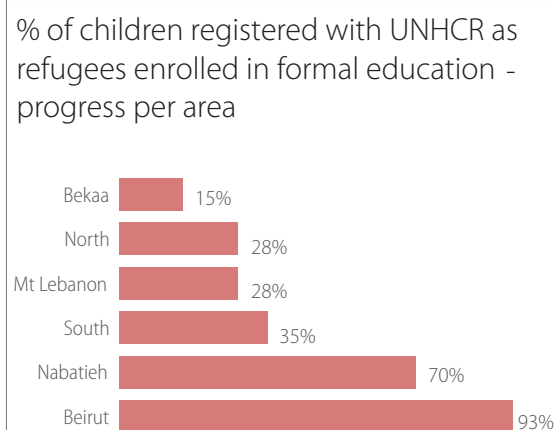 % of children registered with UNHCR as
refugees enrolled in formal education -
progress per area
Bekaa 15%
North 28%
Mt Lebanon 28%
South 35%
Nabatieh 70%
Beirut 93%